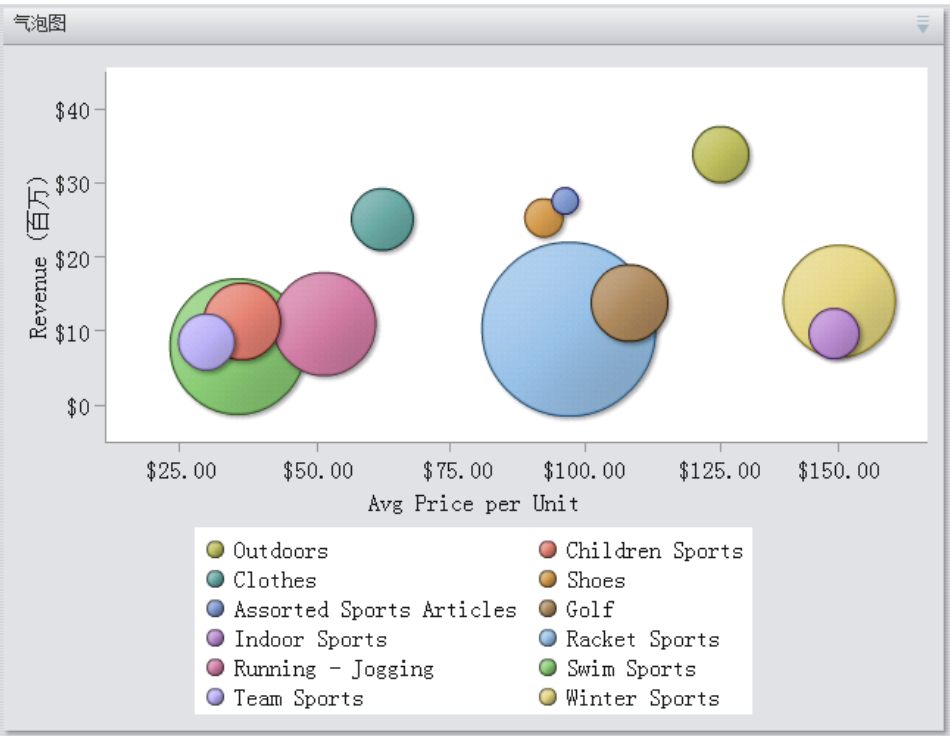 气泡图
Revenue (百万)
$40
$30
$20
$10
$0
$25.00 $50.00 $75.00 $100.00 $125.00 $150.00
Avg Price per Unit
Outdoors Children Sports
Clothes Shoes
Assorted Sports Articles Golf
Indoor Sports Racket Sports
Running - Jogging Swim Sports
Team Sports Winter Sports